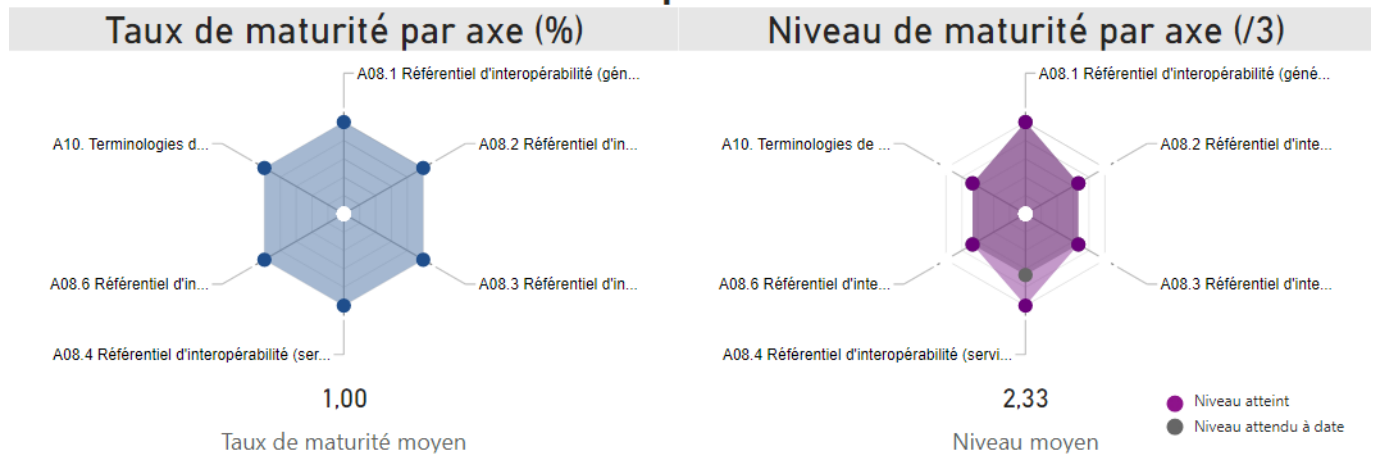 Taux de maturité par axe (%)
Niveau de maturité par axe (/3)
A08.1 Référentiel d'interopérabilité (gén...
A10. Terminologies d...
A08.2 Référentiel d'in...
A08.6 Référentiel d'in...
A08.3 Référentiel d'in...
A08.4 Référentiel d'interopérabilité (ser...
1,00
Taux de maturité moyen
A08.1 Référentiel d'interopérabilité (géné...
A10. Terminologies de ...
A08.2 Référentiel d'inte...
A08.6 Référentiel d'inte...
A08.3 Référentiel d'inte...
A08.4 Référentiel d'interopérabilité (servi...
2,33
Niveau moyen
Niveau atteint
Niveau attendu à date